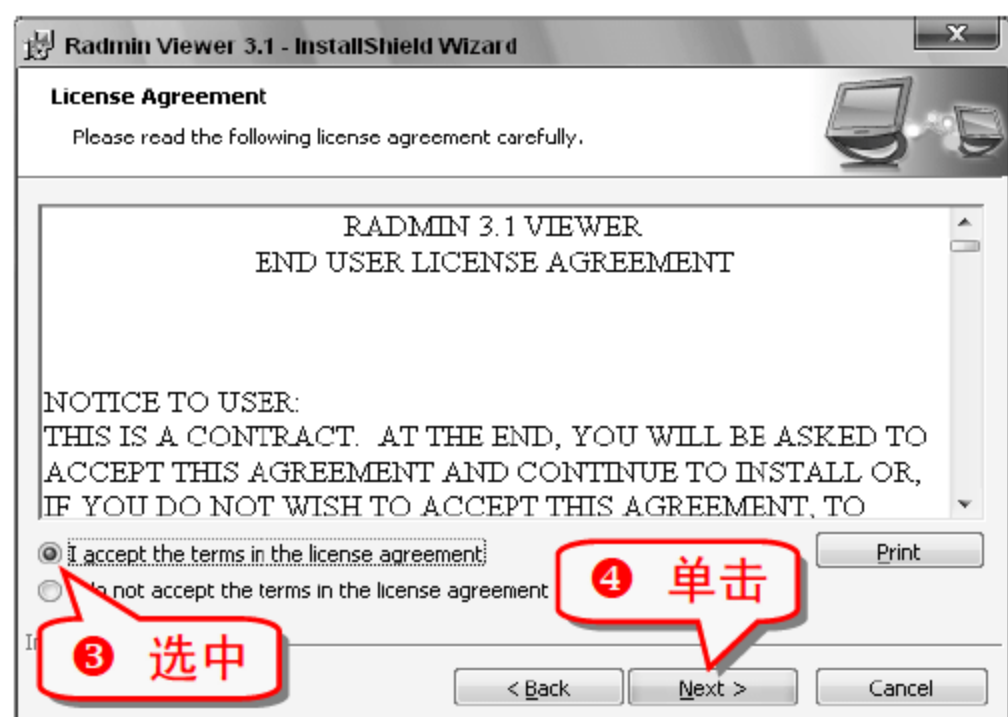 Radmin Viewer 3.1 - InstallShield Wizard
License Agreement
Please read the following license agreement carefully.
RADMIN 3.1 VIEWER
END USER LICENSE AGREEMENT
NOTICE TO USER:
THIS IS A CONTRACT. AT THE END, YOU WILL BE ASKED TO
ACCEPT THIS AGREEMENT AND CONTINUE TO INSTALL OR,
IF YOU DO NOT WISH TO ACCEPT THIS AGREEMENT, TO
I accept the terms in the license agreement
Print
not accept the terms in the license agreement
❹ 单击
❸ 选中
< Back
Next >
Cancel